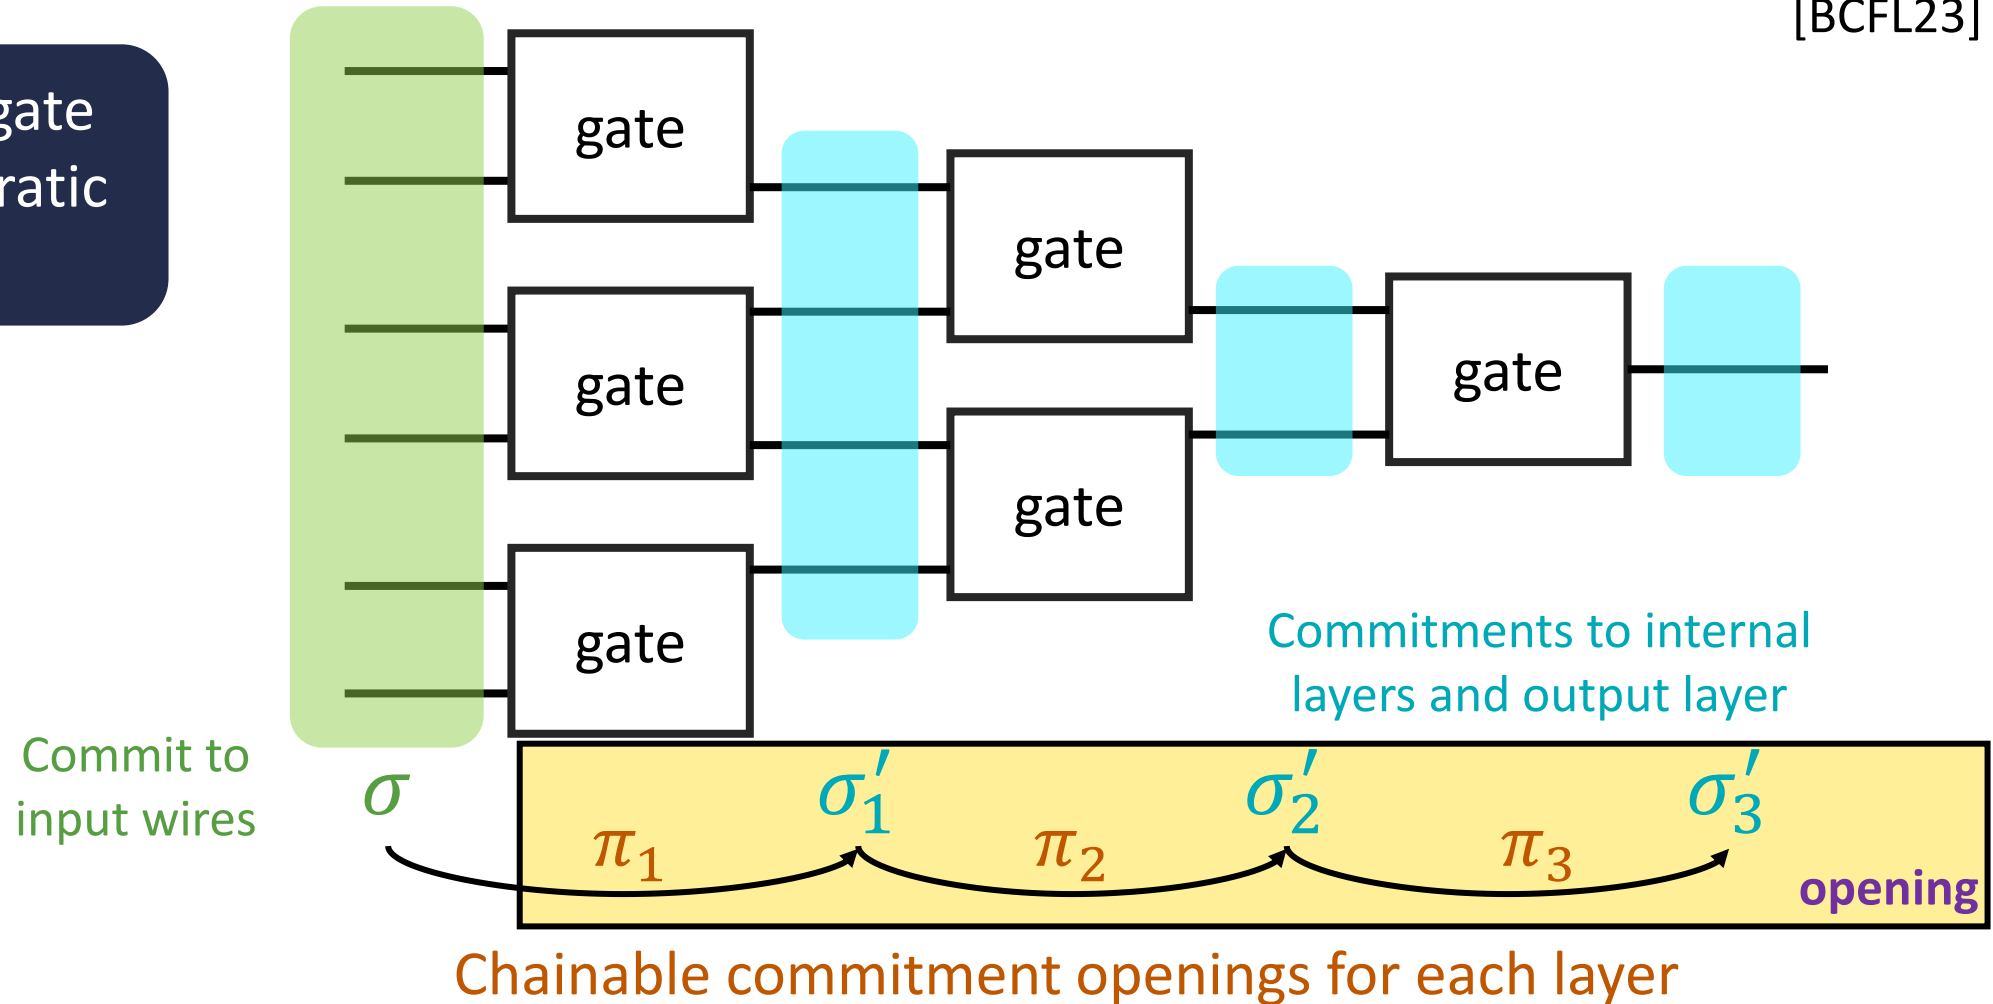 [BCFL23]
gate
ratic
gate
gate
gate
gate
gate
gate
Commitments to internal
layers and output layer
Commit to
input wires
σ σ′₁ σ′₂ σ′₃
π₁ π₂ π₃
opening
Chainable commitment openings for each layer